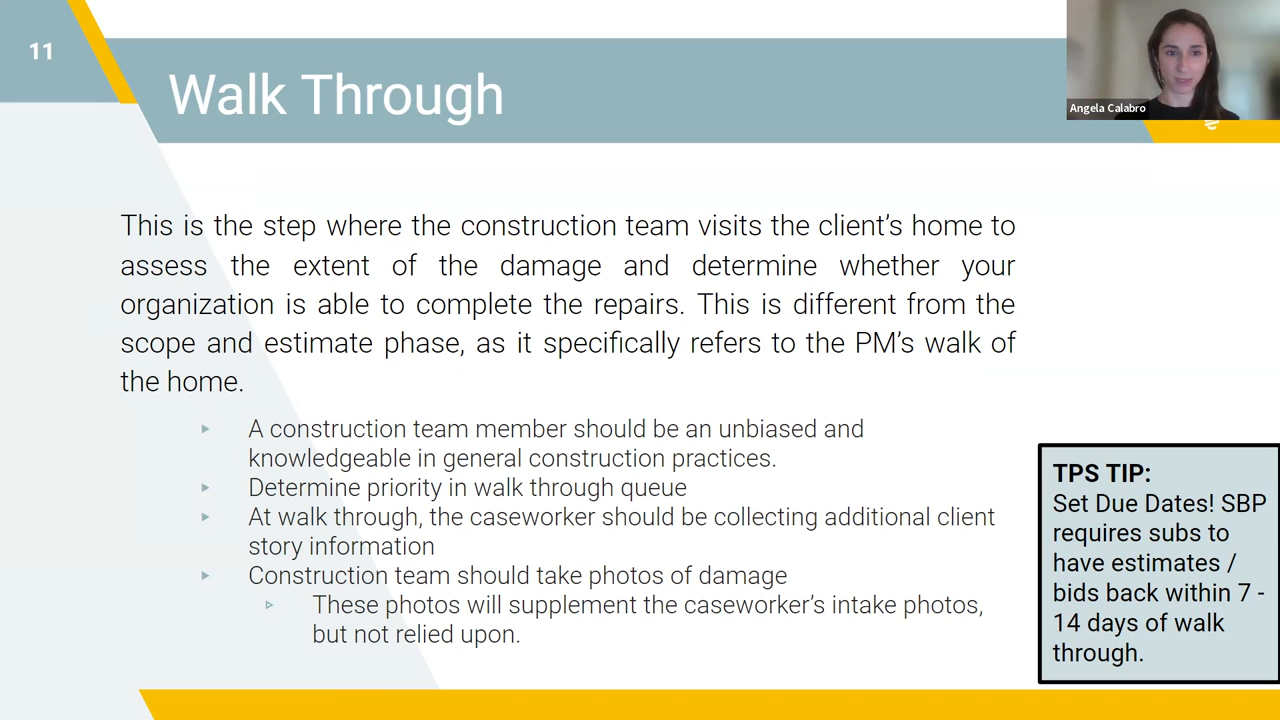 11
Walk Through
Angela Calabro
This is the step where the construction team visits the client’s home to
assess the extent of the damage and determine whether your
organization is able to complete the repairs. This is different from the
scope and estimate phase, as it specifically refers to the PM’s walk of
the home.
A construction team member should be an unbiased and
knowledgeable in general construction practices.
Determine priority in walk through queue
At walk through, the caseworker should be collecting additional client
story information
Construction team should take photos of damage
These photos will supplement the caseworker’s intake photos,
but not relied upon.
TPS TIP:
Set Due Dates! SBP
requires subs to
have estimates /
bids back within 7 -
14 days of walk
through.